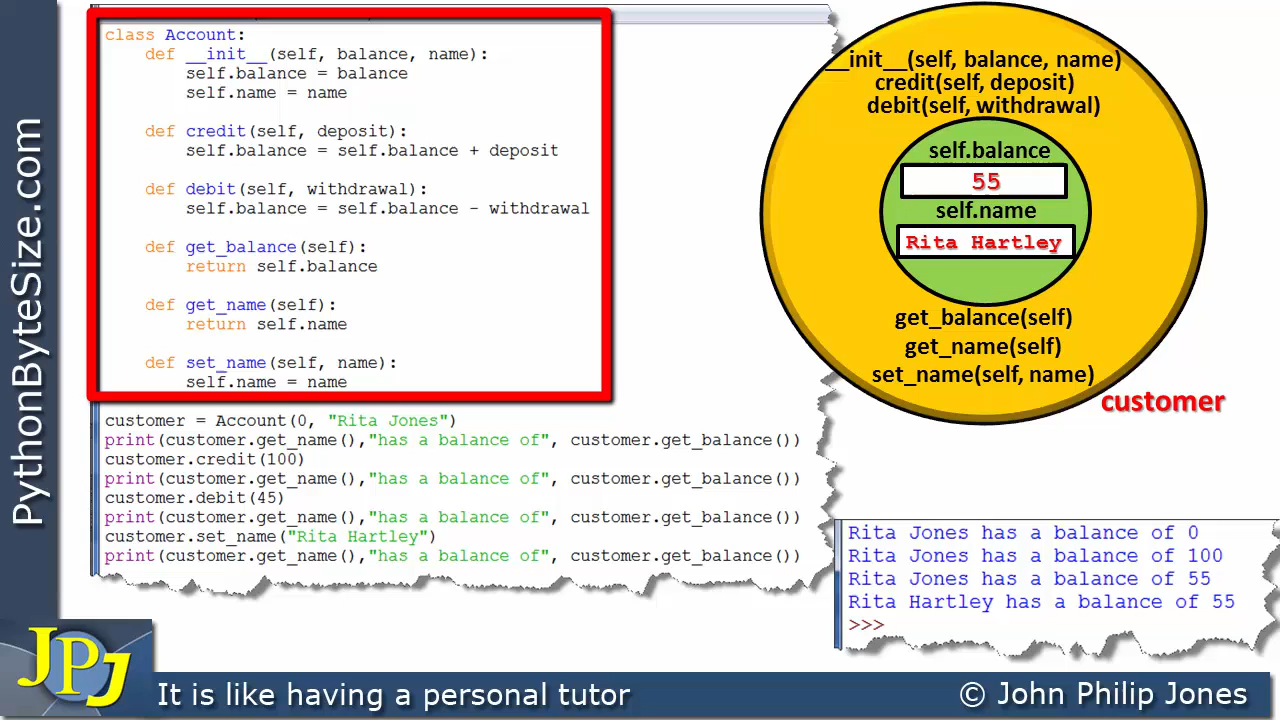 PythonByteSize.com
class Account:
    def __init__(self, balance, name):
        self.balance = balance
        self.name = name
    def credit(self, deposit):
        self.balance = self.balance + deposit
    def debit(self, withdrawal):
        self.balance = self.balance - withdrawal
    def get_balance(self):
        return self.balance
    def get_name(self):
        return self.name
    def set_name(self, name):
        self.name = name
customer = Account(0, "Rita Jones")
print(customer.get_name(),"has a balance of", customer.get_balance())
customer.credit(100)
print(customer.get_name(),"has a balance of", customer.get_balance())
customer.debit(45)
print(customer.get_name(),"has a balance of", customer.get_balance())
customer.set_name("Rita Hartley")
print(customer.get_name(),"has a balance of", customer.get_balance())
__init__(self, balance, name)
credit(self, deposit)
debit(self, withdrawal)
self.balance
55
self.name
Rita Hartley
get_balance(self)
get_name(self)
set_name(self, name)
customer
Rita Jones has a balance of 0
Rita Jones has a balance of 100
Rita Jones has a balance of 55
Rita Hartley has a balance of 55
>>>
JPJ
It is like having a personal tutor
© John Philip Jones